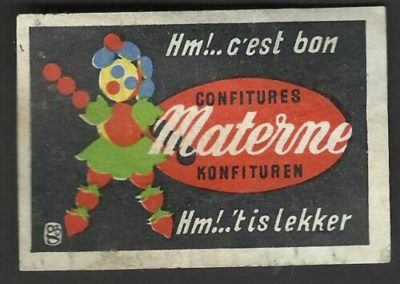 Hm!.. c'est bon
CONFITURES
Materne
KONFITUREN
Hm!.. 't is lekker